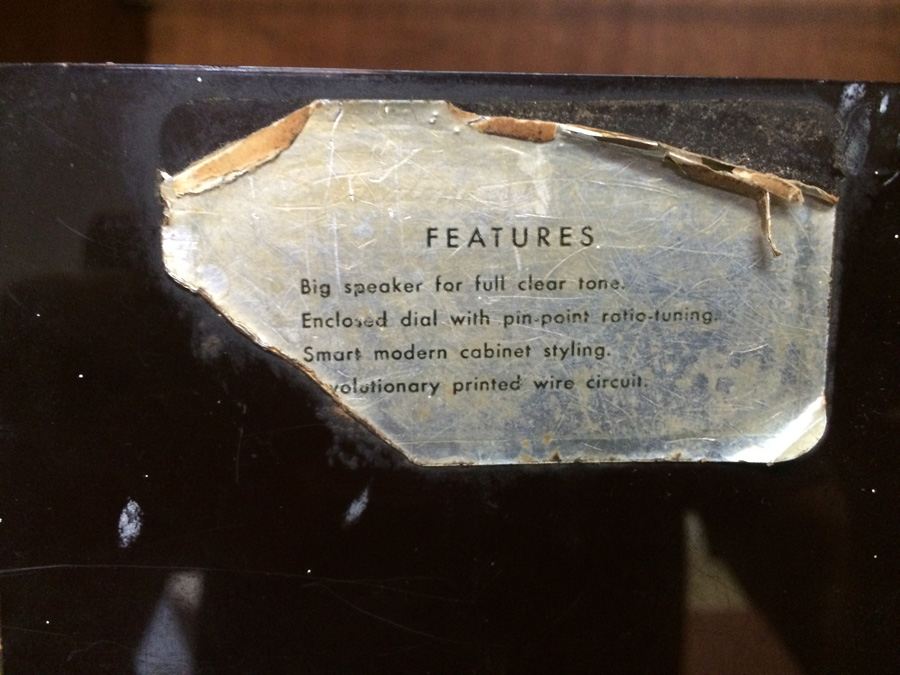 FEATURES
Big speaker for full clear tone.
Enclosed dial with pin-point ratio-tuning.
Smart modern cabinet styling.
volutionary printed wire circuit.